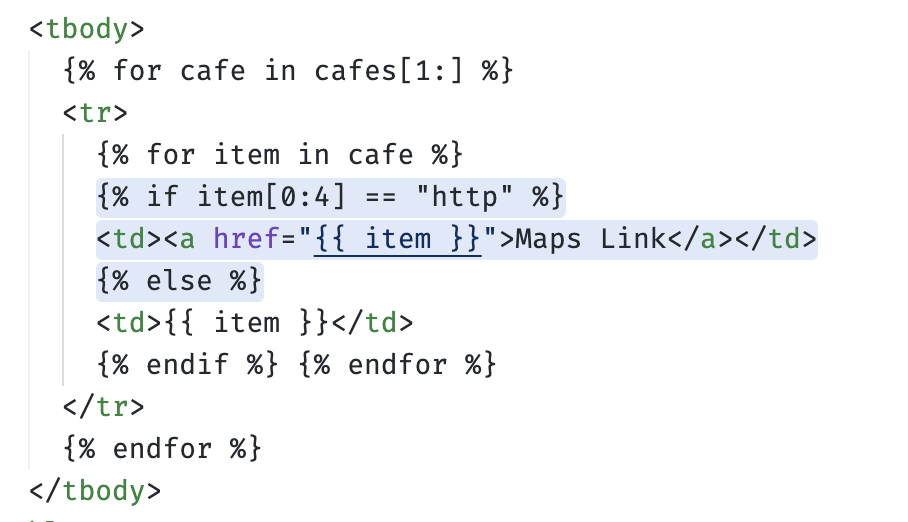 <tbody>
{% for cafe in cafes[1:] %}
<tr>
{% for item in cafe %}
{% if item[0:4] == "http" %}
<td><a href="{{ item }}">Maps Link</a></td>
{% else %}
<td>{{ item }}</td>
{% endif %} {% endfor %}
</tr>
{% endfor %}
</tbody>